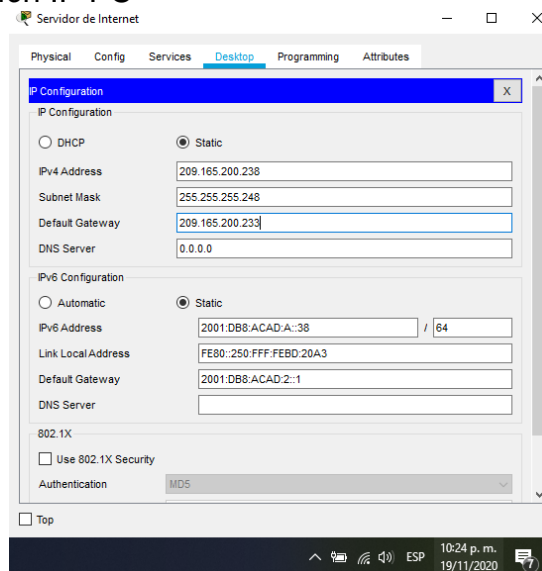 Servidor de Internet
Physical Config Services Desktop Programming Attributes
IP Configuration X
IP Configuration
DHCP Static
IPv4 Address 209.165.200.238
Subnet Mask 255.255.255.248
Default Gateway 209.165.200.233
DNS Server 0.0.0.0
IPv6 Configuration
Automatic Static
IPv6 Address 2001:DB8:ACAD:A::38 / 64
Link Local Address FE80::250:FFF:FEBD:20A3
Default Gateway 2001:DB8:ACAD:2::1
DNS Server
802.1X
Use 802.1X Security
Authentication MD5
Top
ESP 10:24 p. m.
19/11/2020 7